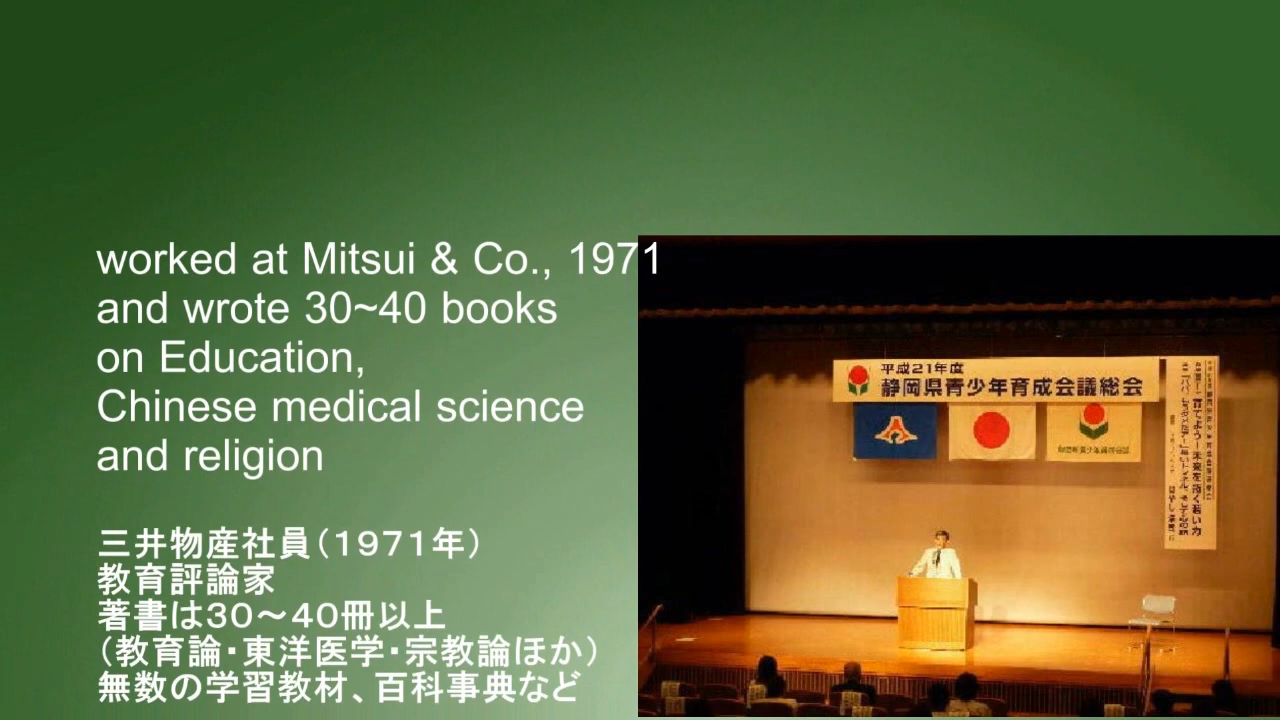 worked at Mitsui & Co., 1971
and wrote 30~40 books
on Education,
Chinese medical science
and religion
三井物産社員（１９７１年）
教育評論家
著書は３０～４０冊以上
（教育論・東洋医学・宗教論ほか）
無数の学習教材、百科事典など
平成21年度
静岡県青少年育成会議総会